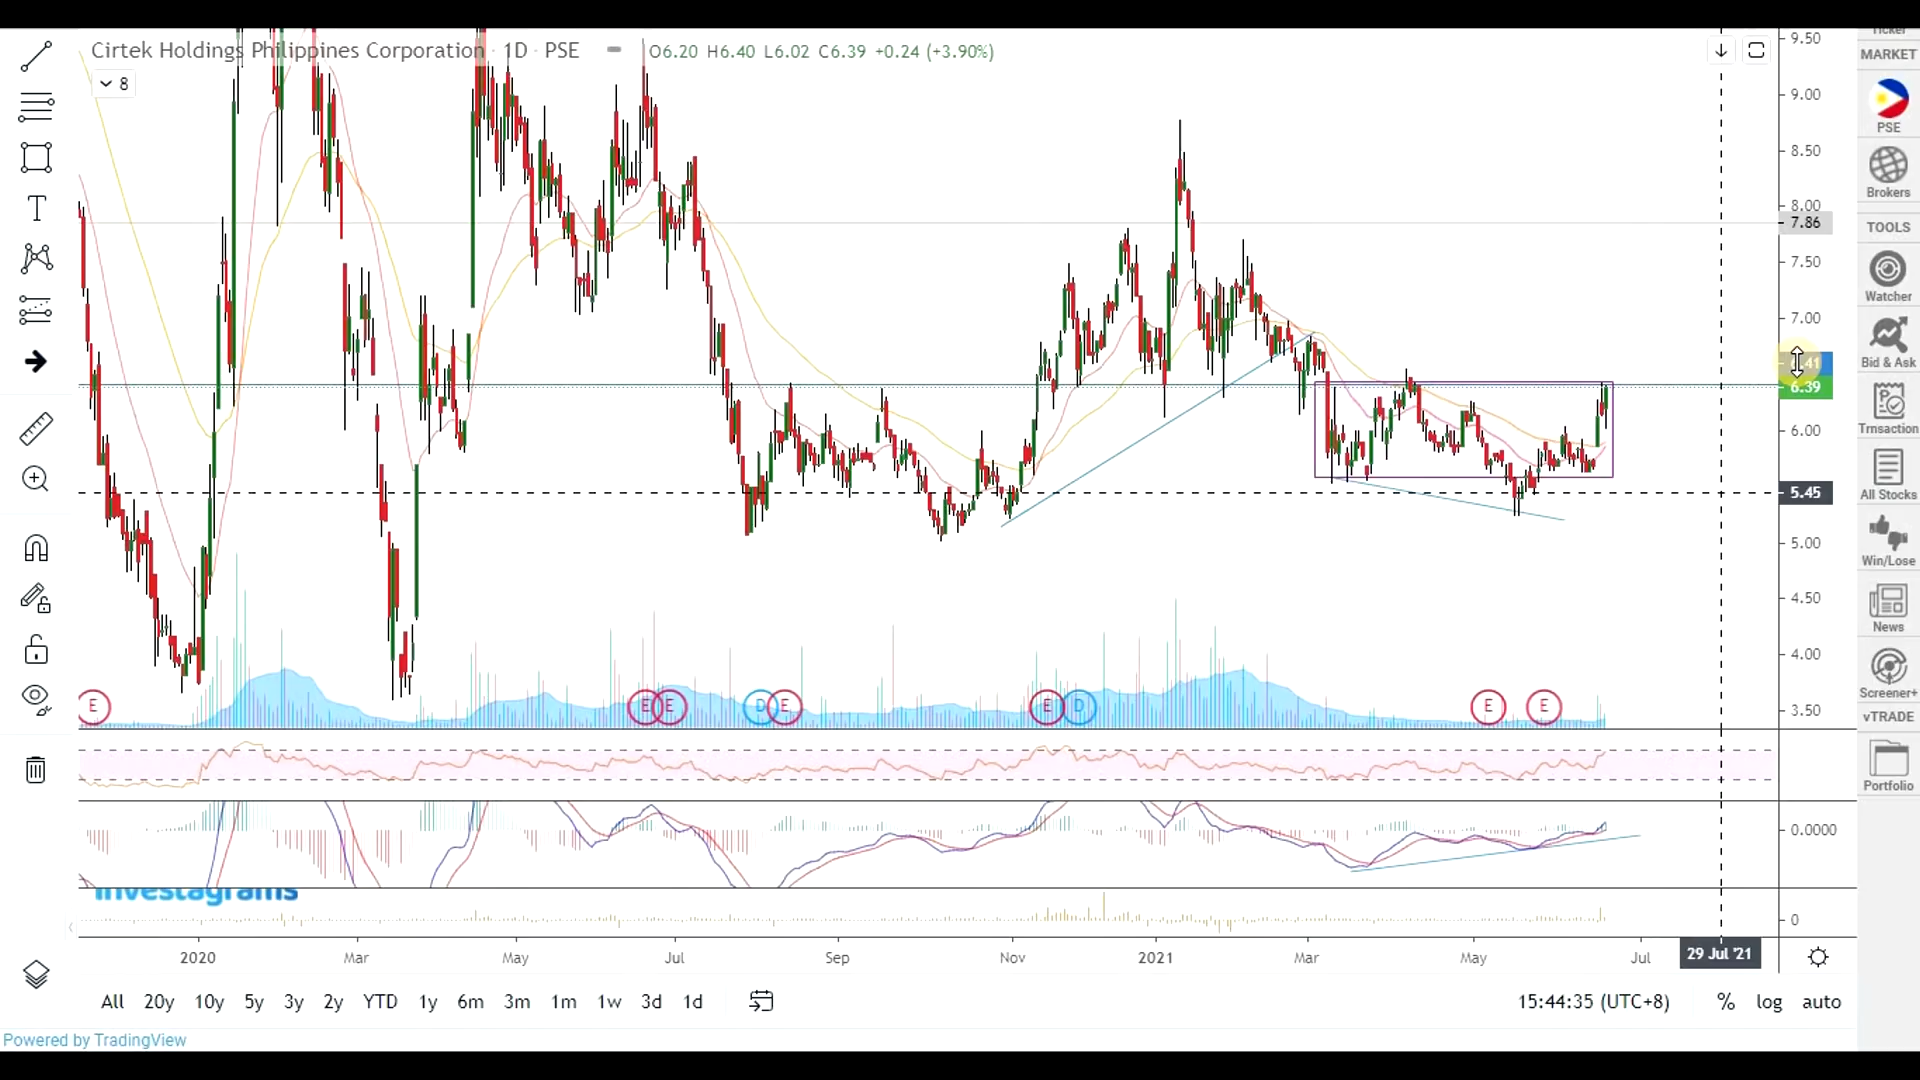 Ticker
Cirtek Holdings Philippines Corporation · 1D · PSE O6.20 H6.40 L6.02 C6.39 +0.24 (+3.90%)
8
9.50
9.00
8.50
8.00
7.86
7.50
7.00
6.39
6.00
5.45
5.00
4.50
4.00
3.50
E E E D E E D E E
0.0000
0
Investagrams
2020 Mar May Jul Sep Nov 2021 Mar May Jul 29 Jul '21
All 20y 10y 5y 3y 2y YTD 1y 6m 3m 1m 1w 3d 1d 15:44:35 (UTC+8) % log auto
Powered by TradingView
MARKET
PSE
Brokers
TOOLS
Watcher
Bid & Ask
Trnsaction
All Stocks
Win/Lose
News
Screener+
vTRADE
Portfolio